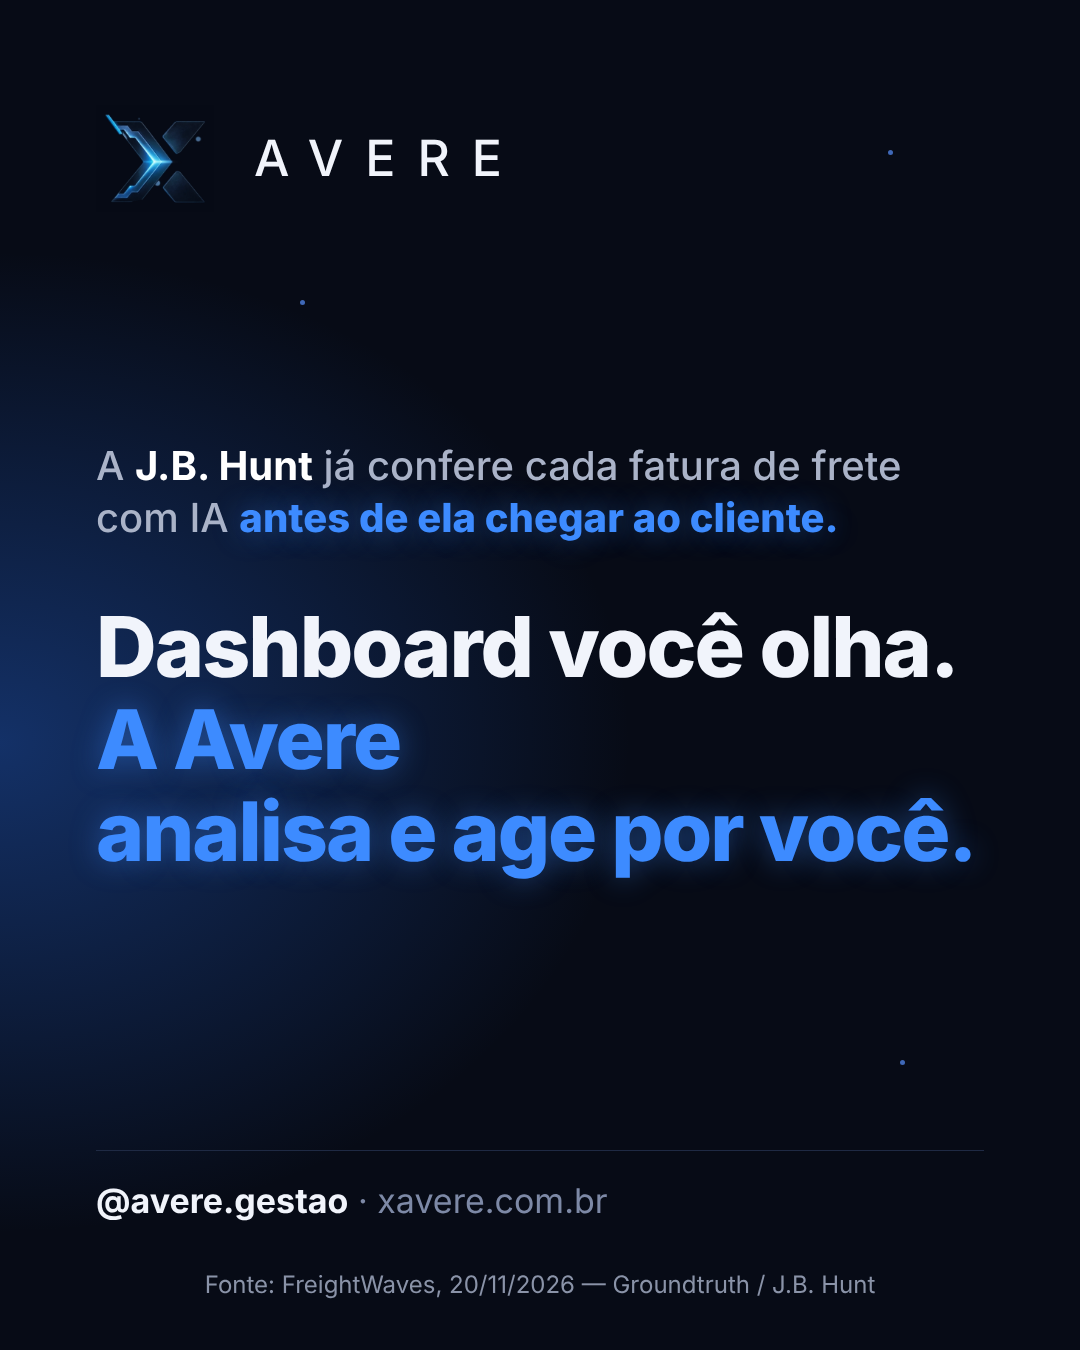 AVERE
A J.B. Hunt já confere cada fatura de frete
com IA antes de ela chegar ao cliente.
Dashboard você olha.
A Avere
analisa e age por você.
@avere.gestao · xavere.com.br
Fonte: FreightWaves, 20/11/2026 — Groundtruth / J.B. Hunt